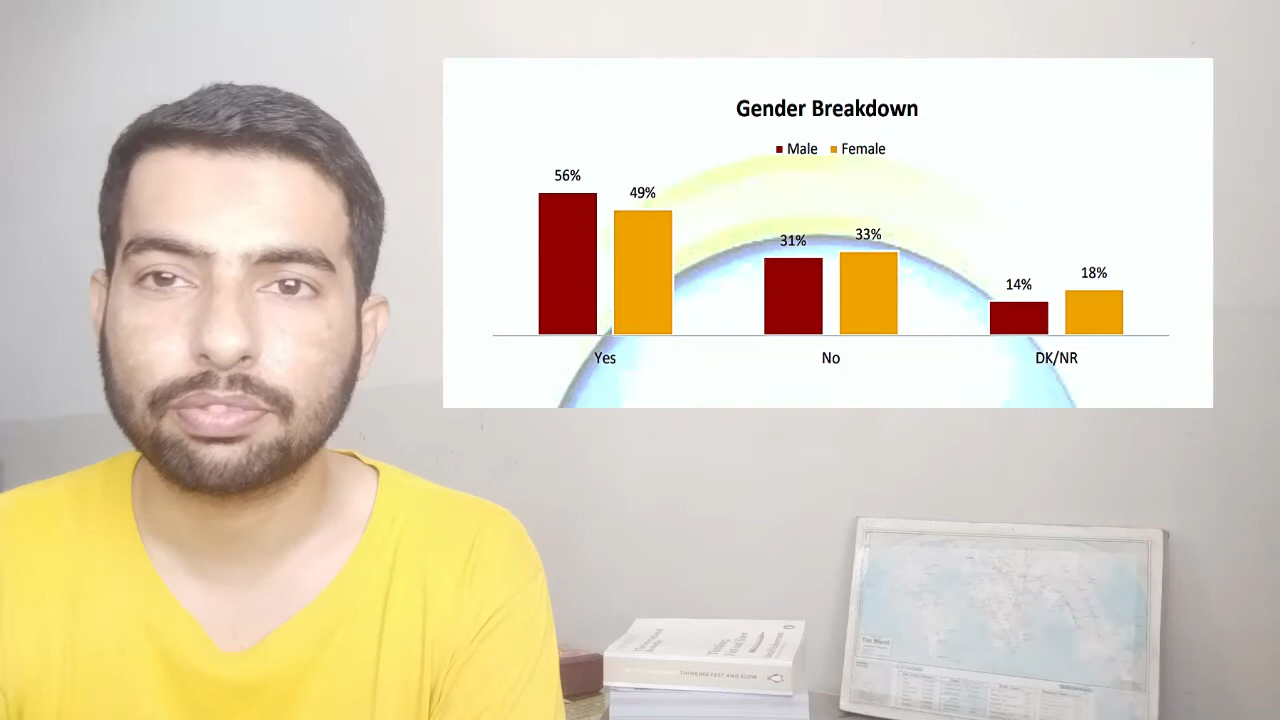 Gender Breakdown
Male Female
56% 49% 31% 33% 14% 18%
Yes No DK/NR
THINKING, FAST AND SLOW
The World